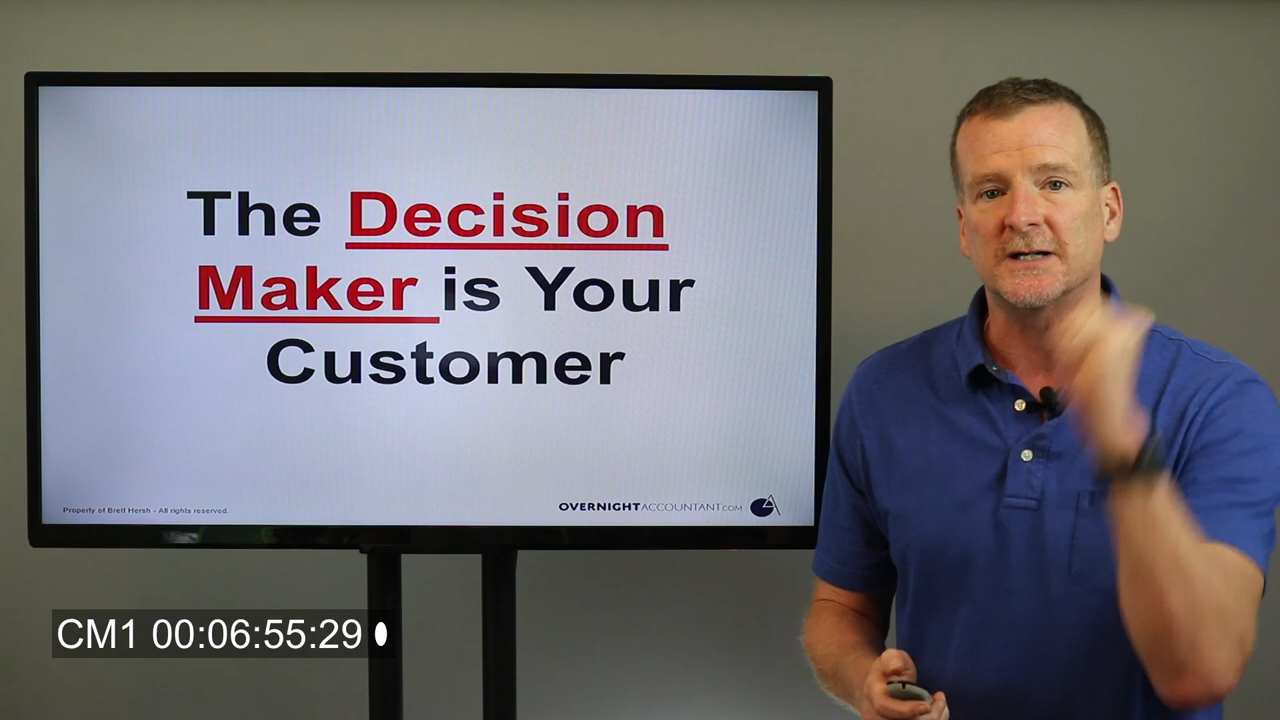 The Decision
Maker is Your
Customer
Property of Brett Hersh - All rights reserved.
OVERNIGHTACCOUNTANT.COM
CM1 00:06:55:29